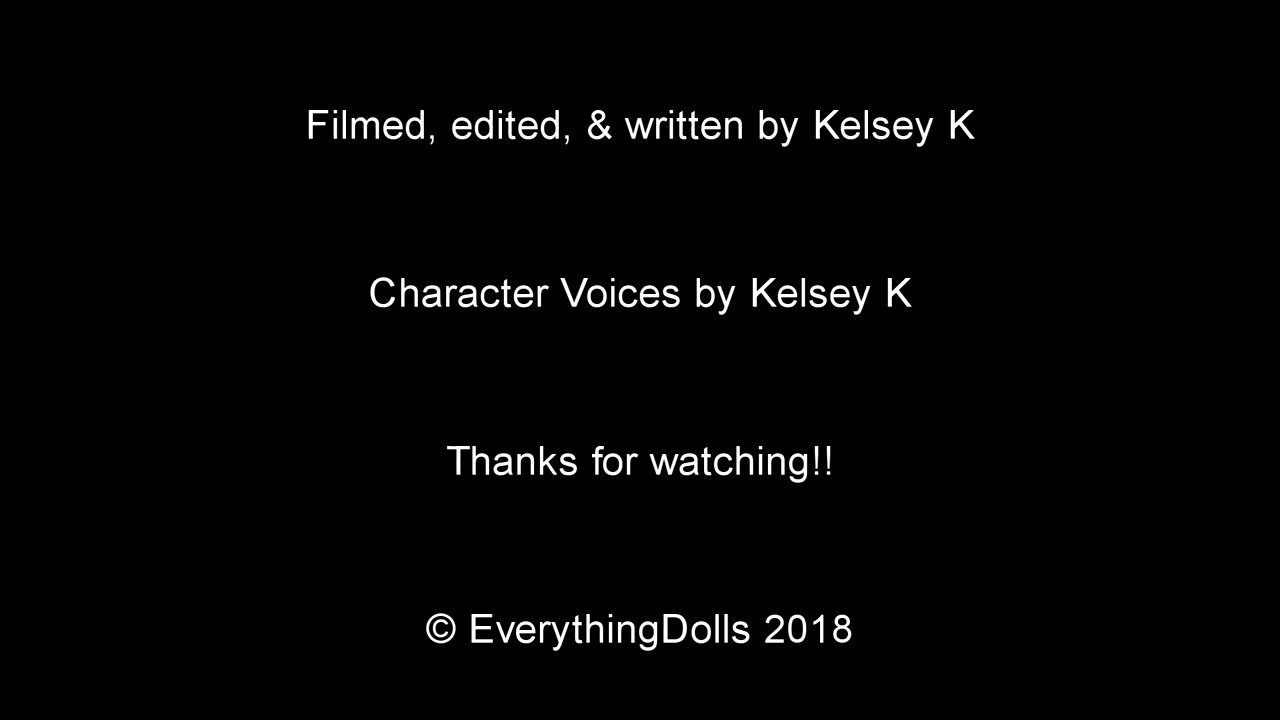 Filmed, edited, & written by Kelsey K
Character Voices by Kelsey K
Thanks for watching!!
© EverythingDolls 2018